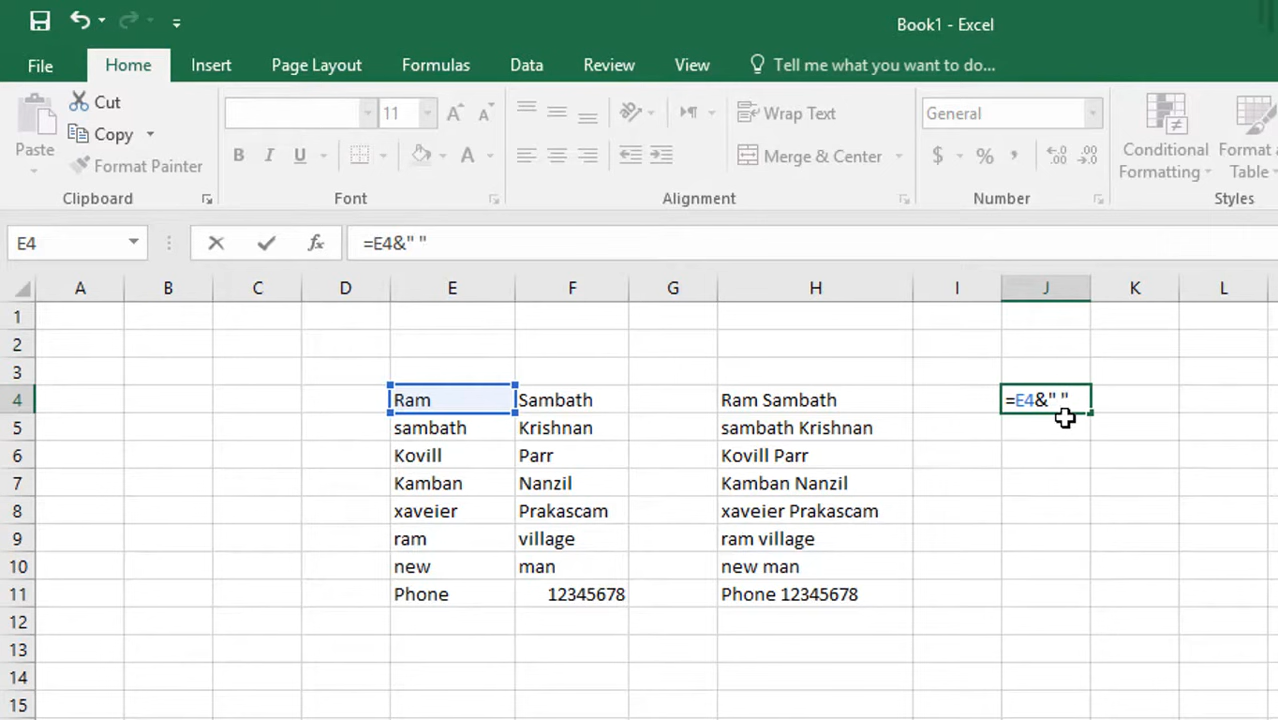 Book1 - Excel
File Home Insert Page Layout Formulas Data Review View Tell me what you want to do...
Cut
Copy
Format Painter
Paste
11
Wrap Text
Merge & Center
General
Conditional Formatting
Format a
Table
Clipboard Font Alignment Number Styles
E4 =E4&" "
A B C D E F G H I J K L
1
2
3
4 Ram Sambath Ram Sambath =E4&" "
5 sambath Krishnan sambath Krishnan
6 Kovill Parr Kovill Parr
7 Kamban Nanzil Kamban Nanzil
8 xaveier Prakascam xaveier Prakascam
9 ram village ram village
10 new man new man
11 Phone 12345678 Phone 12345678
12
13
14
15